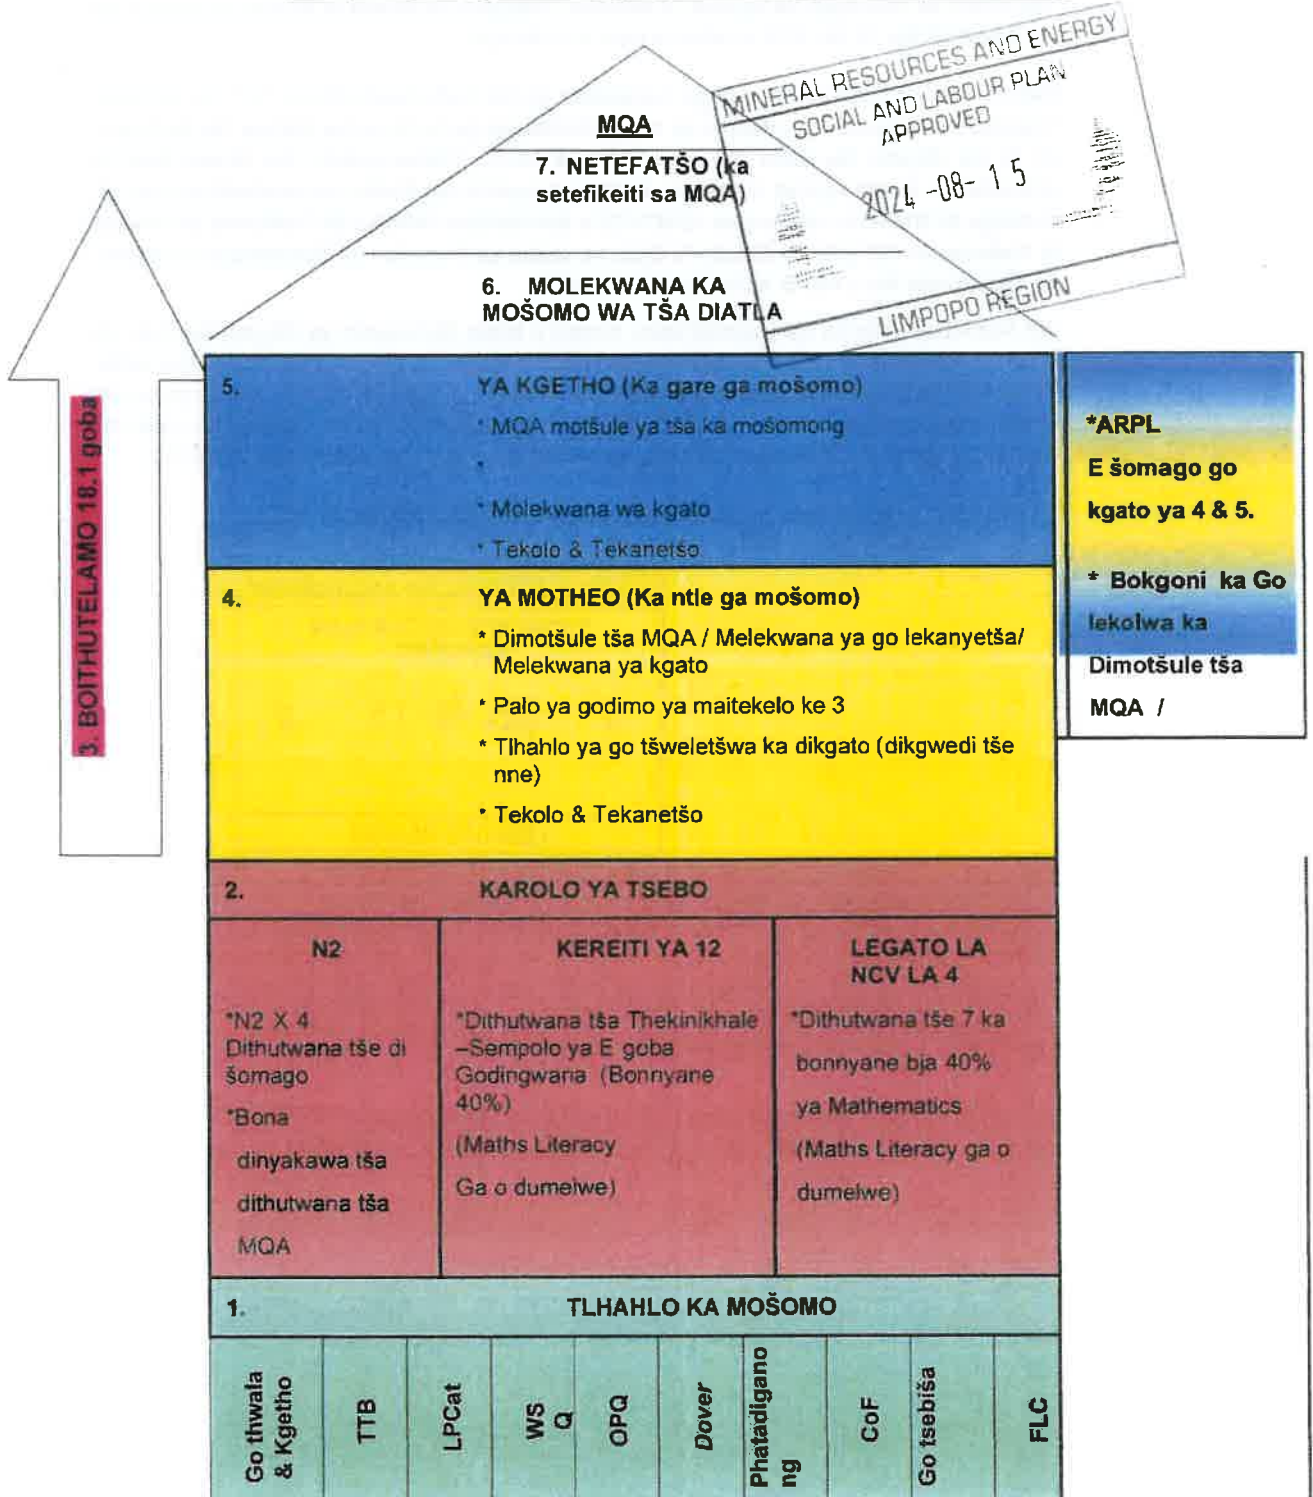 MINERAL RESOURCES AND ENERGY
SOCIAL AND LABOUR PLAN
APPROVED
2024 -08- 15
LIMPOPO REGION
MQA
7. NETEFATŠO (ka
setefikeiti sa MQA)
6. MOLEKWANA KA
MOŠOMO WA TŠA DIATLA
3. BOITHUTELAMO 18.1 goba
5. YA KGETHO (Ka gare ga mošomo)
* MQA motšule ya tša ka mošomong
*
* Molekwana wa kgato
* Tekolo & Tekanetšo
*ARPL
E šomago go
kgato ya 4 & 5.
* Bokgoni ka Go
lekolwa ka
Dimotšule tša
MQA /
4. YA MOTHEO (Ka ntle ga mošomo)
* Dimotšule tša MQA / Melekwana ya go lekanyetša/
Melekwana ya kgato
* Palo ya godimo ya maitekelo ke 3
* Tlhahlo ya go tšweletšwa ka dikgato (dikgwedi tše
nne)
* Tekolo & Tekanetšo
2. KAROLO YA TSEBO
N2
*N2 X 4
Dithutwana tše di
šomago
*Bona
dinyakawa tša
dithutwana tša
MQA
KEREITI YA 12
*Dithutwana tša Thekinikhale
–Sempolo ya E goba
Godingwana (Bonnyane
40%)
(Maths Literacy
Ga o dumelwe)
LEGATO LA
NCV LA 4
*Dithutwana tše 7 ka
bonnyane bja 40%
ya Mathematics
(Maths Literacy ga o
dumelwe)
1. TLHAHLO KA MOŠOMO
Go thwala
& Kgetho
TTB
LPCat
WS
Q
OPQ
Dover
Phatadigano
ng
CoF
Go tsebiša
FLC